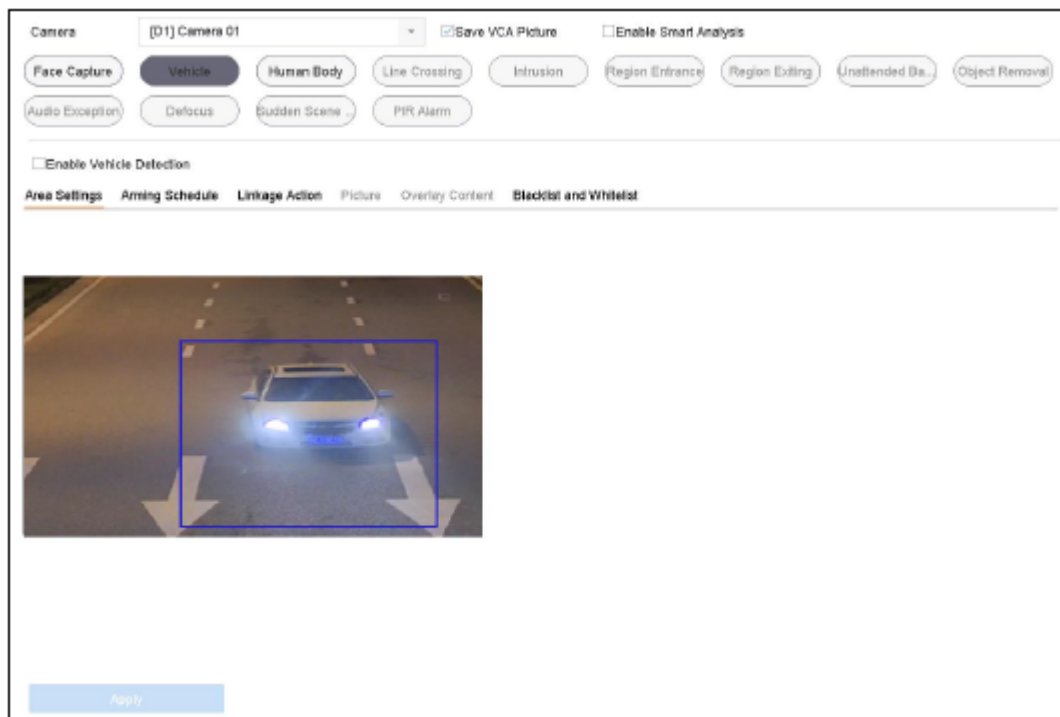 Camera [D1] Camera 01 Save VCA Picture Enable Smart Analysis
Face Capture Vehicle Human Body Line Crossing Intrusion Region Entrance Region Exiting Unattended Ba... Object Removal
Audio Exception Defocus Sudden Scene ... PIR Alarm
Enable Vehicle Detection
Area Settings Arming Schedule Linkage Action Picture Overlay Content Blacklist and Whitelist
Apply